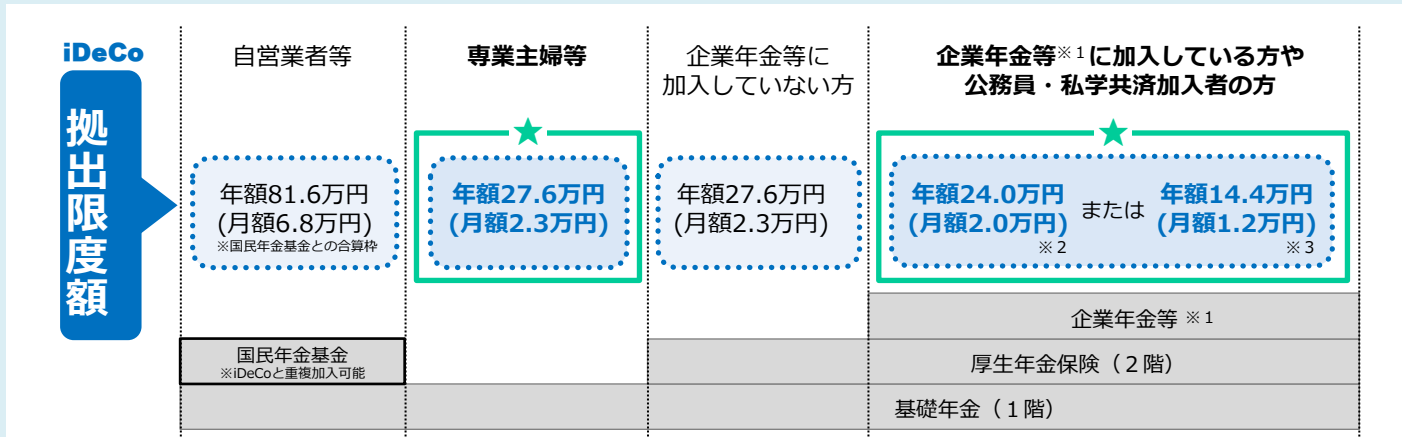 iDeCo
拠出限度額
自営業者等
年額81.6万円
(月額6.8万円)
※国民年金基金との合算枠
専業主婦等
★
年額27.6万円
(月額2.3万円)
企業年金等に
加入していない方
年額27.6万円
(月額2.3万円)
企業年金等※1に加入している方や
公務員・私学共済加入者の方
★
年額24.0万円
(月額2.0万円)
※2
または
年額14.4万円
(月額1.2万円)
※3
企業年金等 ※1
国民年金基金
※iDeCoと重複加入可能
厚生年金保険（2階）
基礎年金（1階）